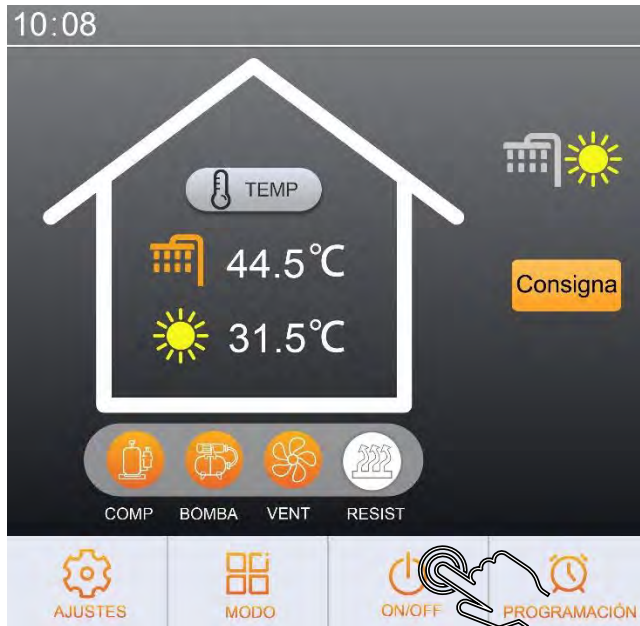 10:08
TEMP
44.5℃
31.5℃
Consigna
COMP BOMBA VENT RESIST
AJUSTES MODO ON/OFF PROGRAMACIÓN